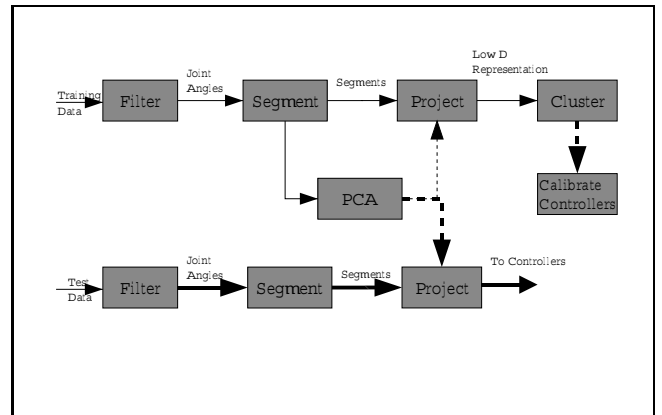 Low D
Representation
Joint
Angles
Segments
Training
Data
Filter
Segment
Project
Cluster
PCA
Calibrate
Controllers
Joint
Angles
Segments
To Controllers
Test
Data
Filter
Segment
Project